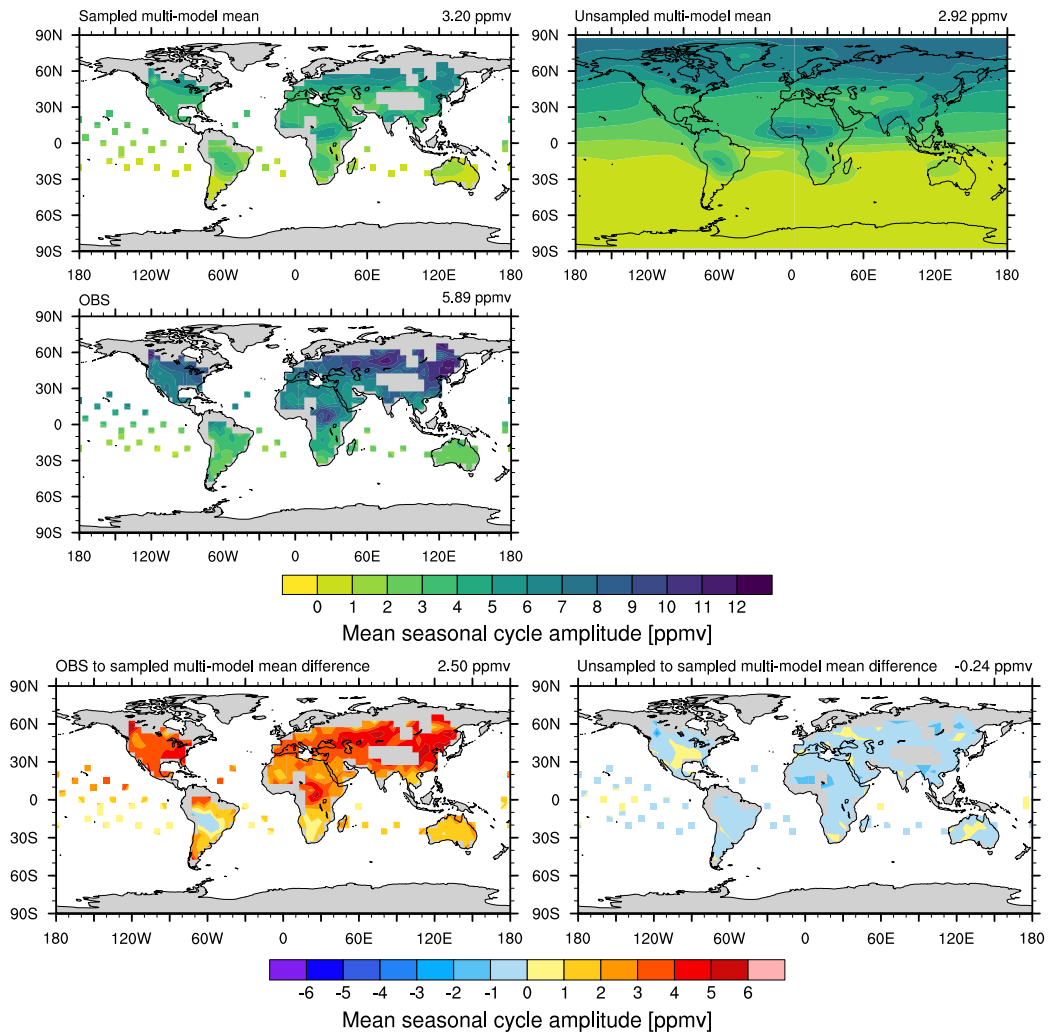 Sampled multi-model mean 3.20 ppmv
Unsampled multi-model mean 2.92 ppmv
90N
60N
30N
0
30S
60S
90S
180 120W 60W 0 60E 120E 180
90N
60N
30N
0
30S
60S
90S
180 120W 60W 0 60E 120E 180
OBS 5.89 ppmv
90N
60N
30N
0
30S
60S
90S
180 120W 60W 0 60E 120E 180
0 1 2 3 4 5 6 7 8 9 10 11 12
Mean seasonal cycle amplitude [ppmv]
OBS to sampled multi-model mean difference 2.50 ppmv
Unsampled to sampled multi-model mean difference -0.24 ppmv
90N
60N
30N
0
30S
60S
90S
180 120W 60W 0 60E 120E 180
90N
60N
30N
0
30S
60S
90S
180 120W 60W 0 60E 120E 180
-6 -5 -4 -3 -2 -1 0 1 2 3 4 5 6
Mean seasonal cycle amplitude [ppmv]